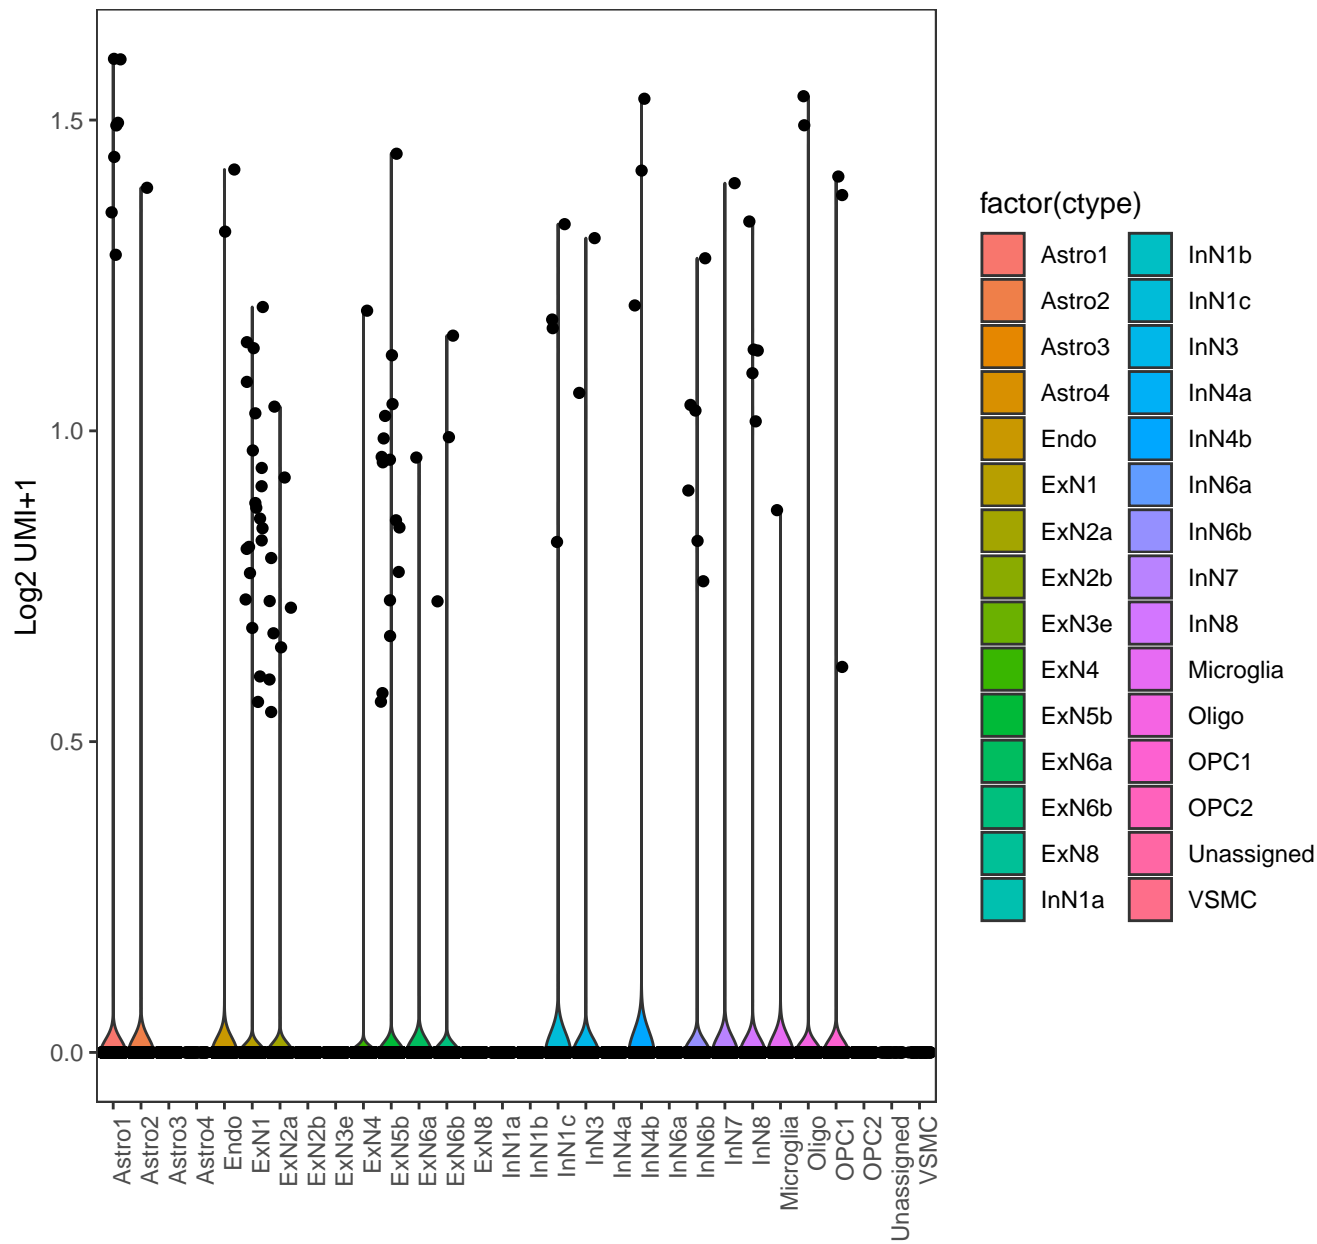 Log2 UMI+1
1.5
1.0
0.5
0.0
Astro1
Astro2
Astro3
Astro4
Endo
ExN1
ExN2a
ExN2b
ExN3e
ExN4
ExN5b
ExN6a
ExN6b
ExN8
InN1a
InN1b
InN1c
InN3
InN4a
InN4b
InN6a
InN6b
InN7
InN8
Microglia
Oligo
OPC1
OPC2
Unassigned
VSMC
factor(ctype)
Astro1
Astro2
Astro3
Astro4
Endo
ExN1
ExN2a
ExN2b
ExN3e
ExN4
ExN5b
ExN6a
ExN6b
ExN8
InN1a
InN1b
InN1c
InN3
InN4a
InN4b
InN6a
InN6b
InN7
InN8
Microglia
Oligo
OPC1
OPC2
Unassigned
VSMC